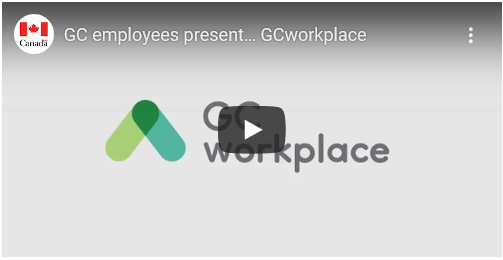 GC employees present... GCworkplace
Canada
GC
workplace